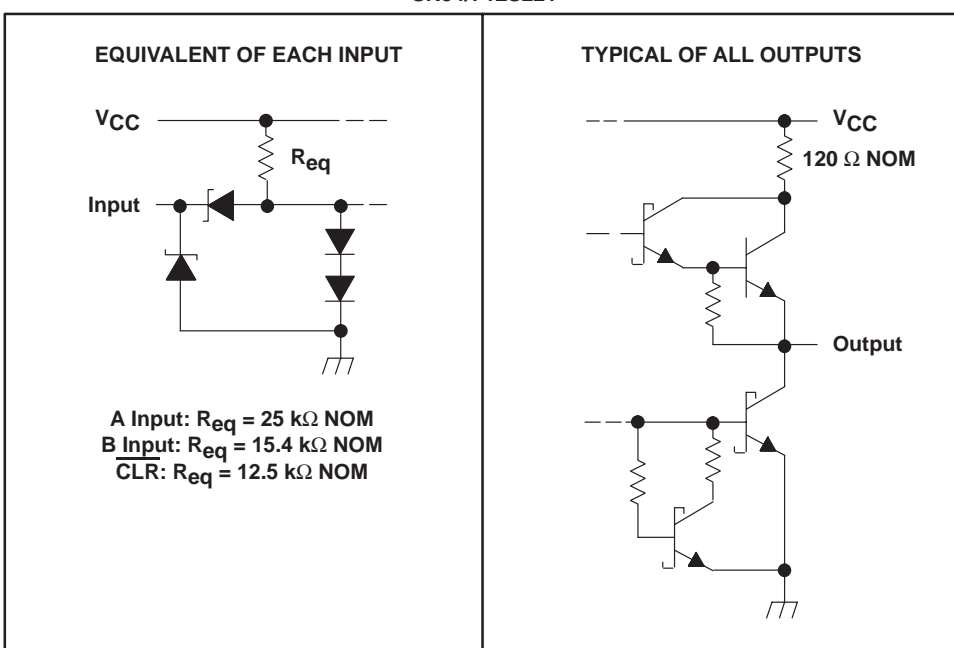 EQUIVALENT OF EACH INPUT
VCC
Req
Input
A Input: Req = 25 kΩ NOM
B Input: Req = 15.4 kΩ NOM
CLR: Req = 12.5 kΩ NOM
TYPICAL OF ALL OUTPUTS
VCC
120 Ω NOM
Output